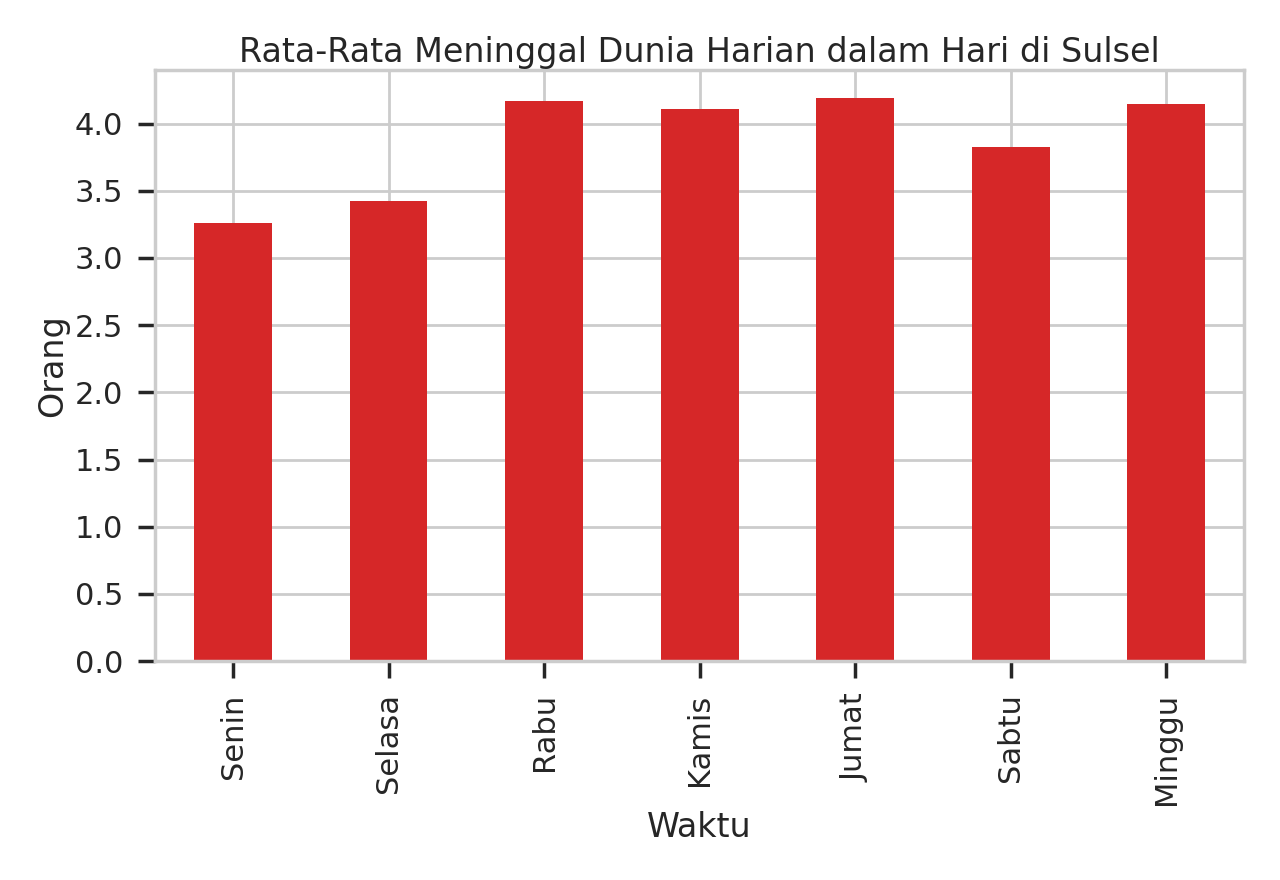 Rata-Rata Meninggal Dunia Harian dalam Hari di Sulsel
4.0
3.5
3.0
2.5
2.0
1.5
1.0
0.5
0.0
Orang
Senin
Selasa
Rabu
Kamis
Jumat
Sabtu
Minggu
Waktu